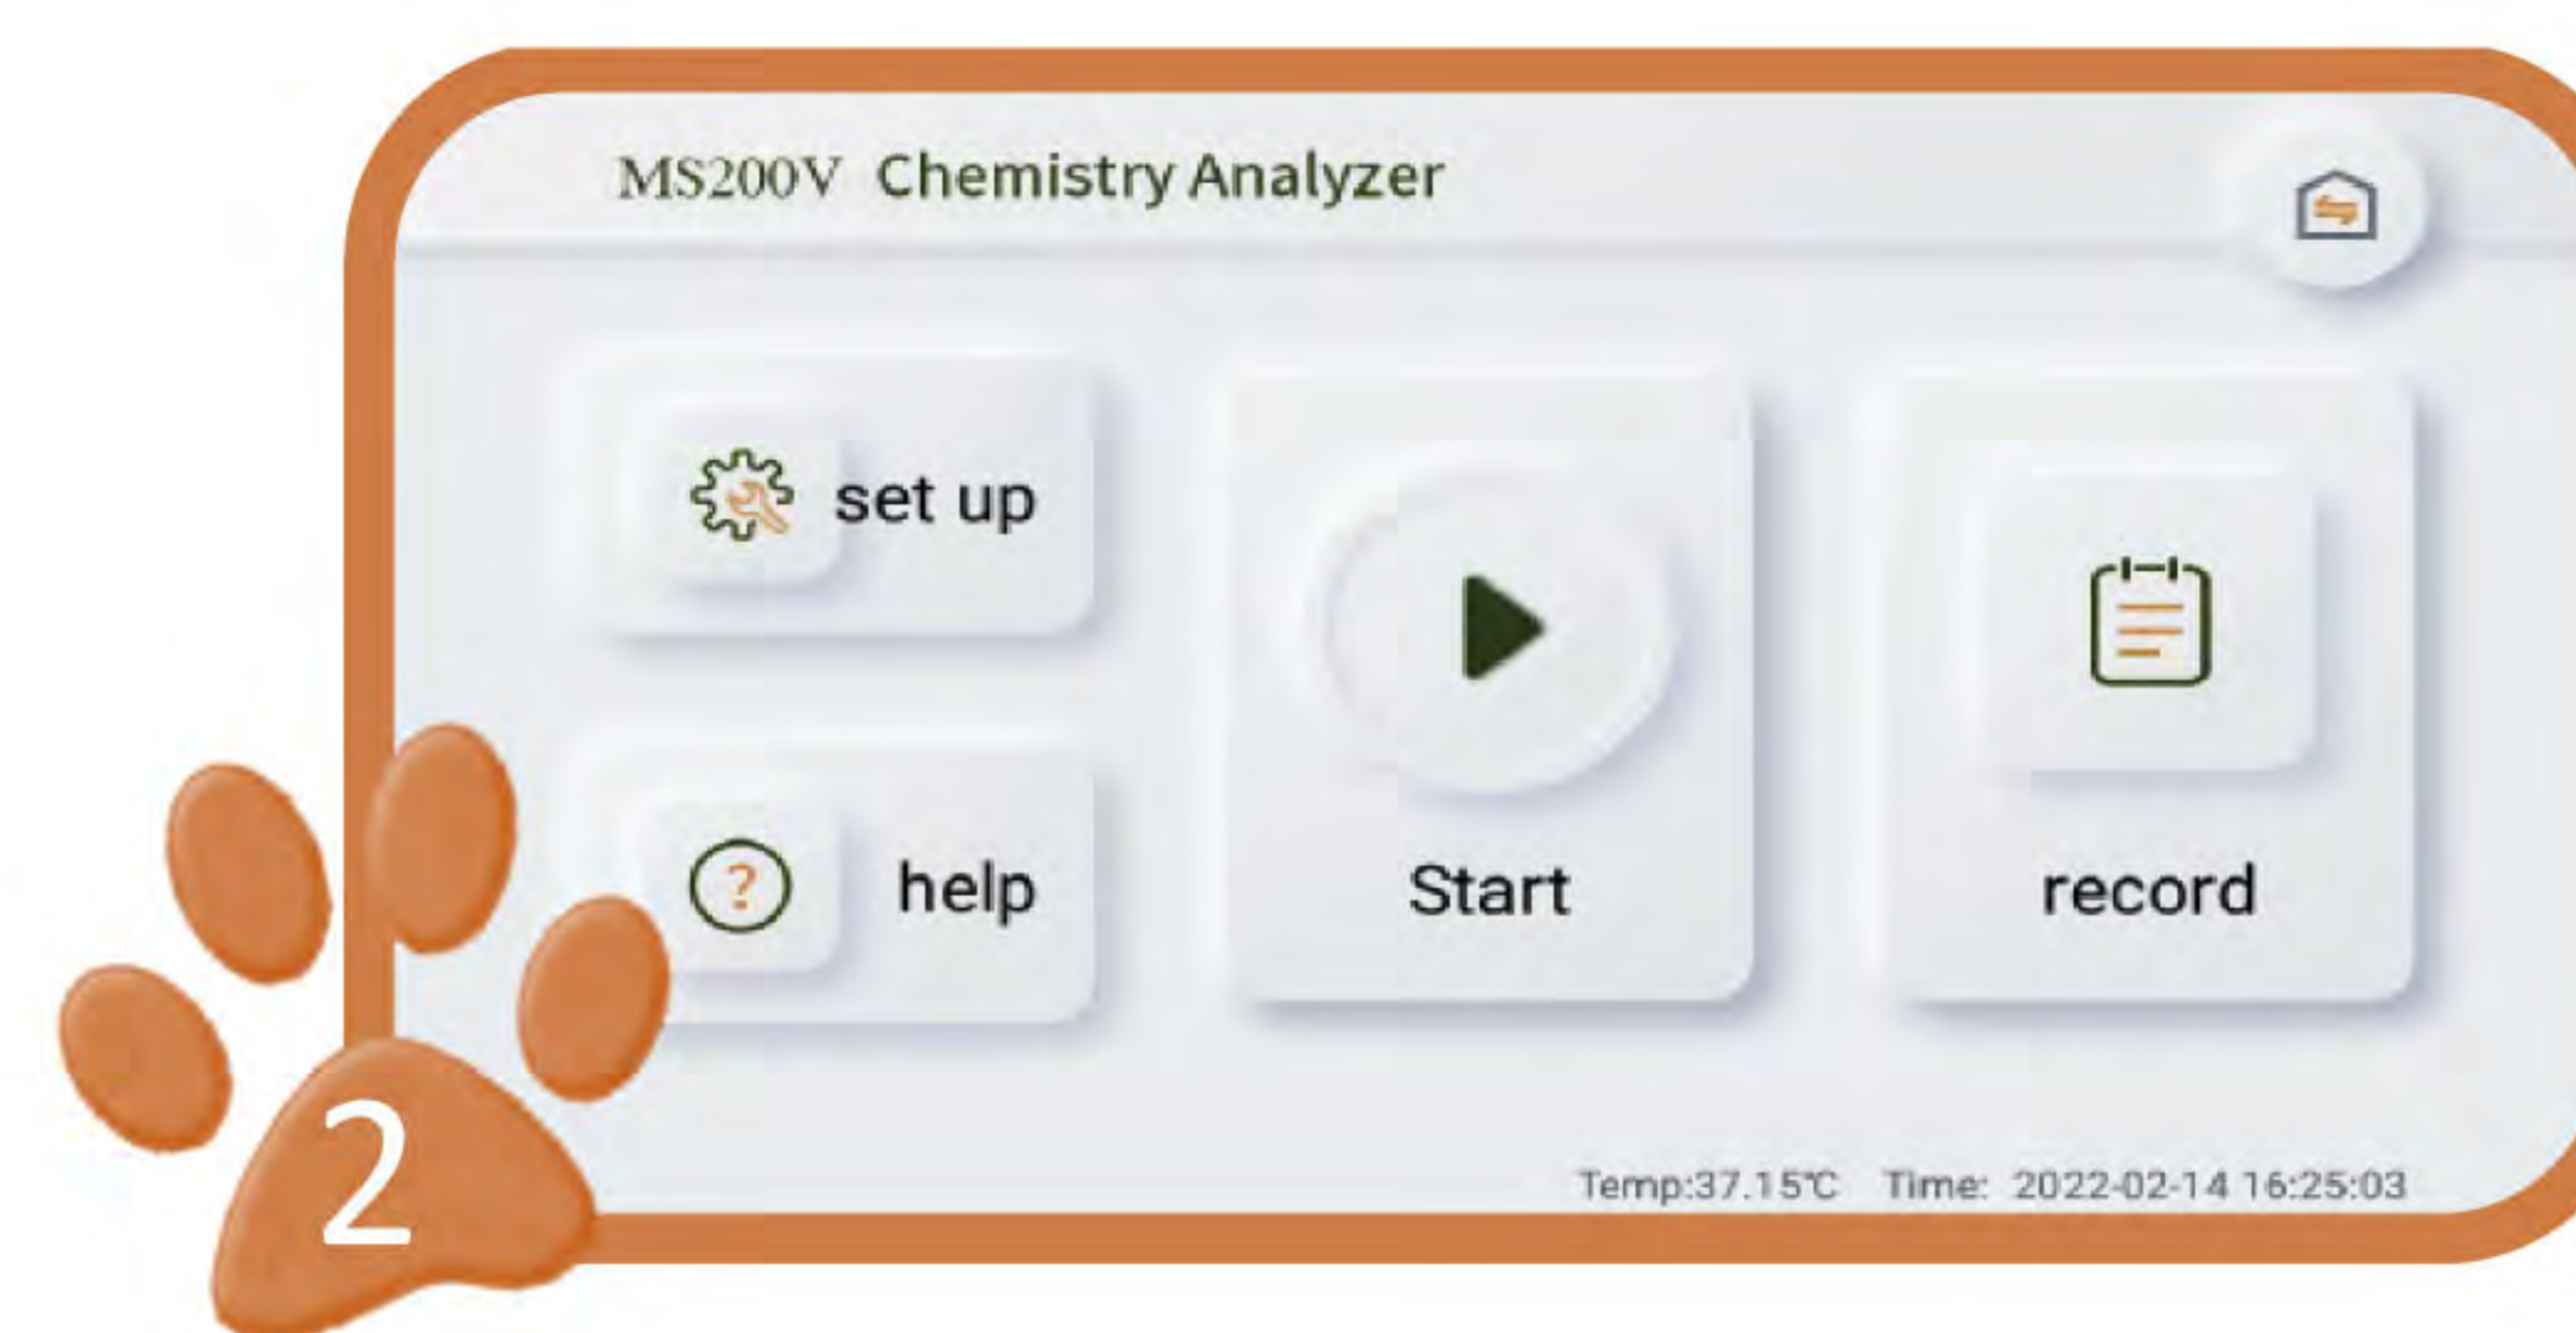 MS200V Chemistry Analyzer
set up
help
?
Start
record
Temp:37.15℃ Time: 2022-02-14 16:25:03
2